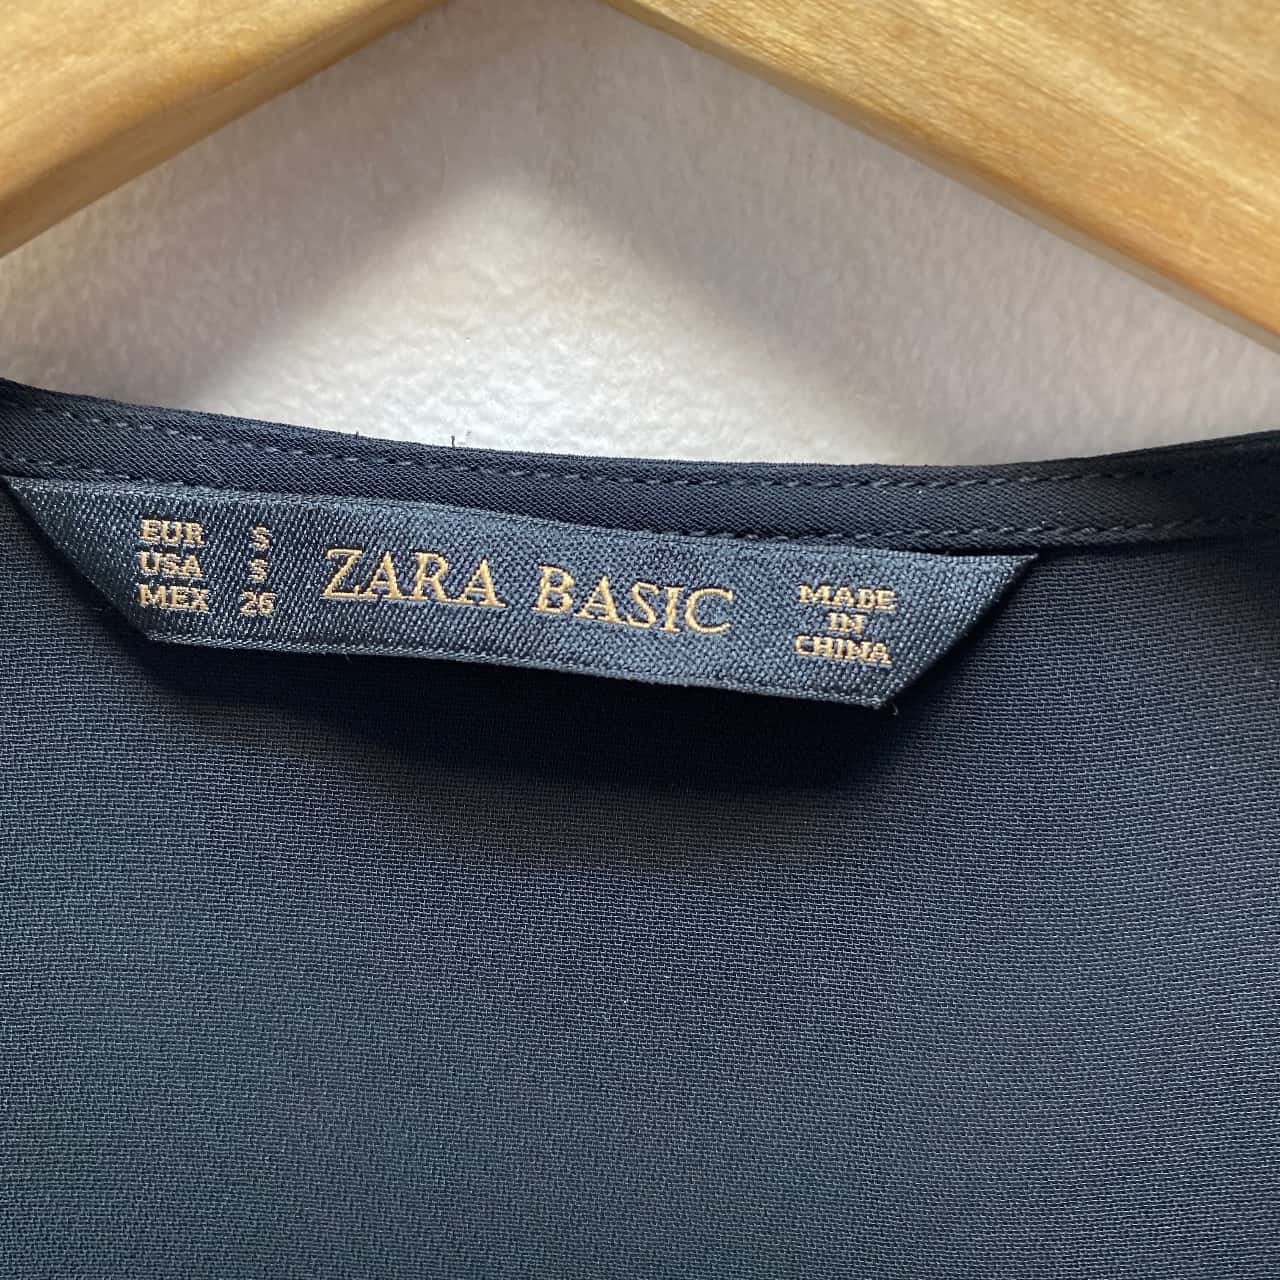 EUR S
USA S
MEX 26
ZARA BASIC
MADE
IN
CHINA